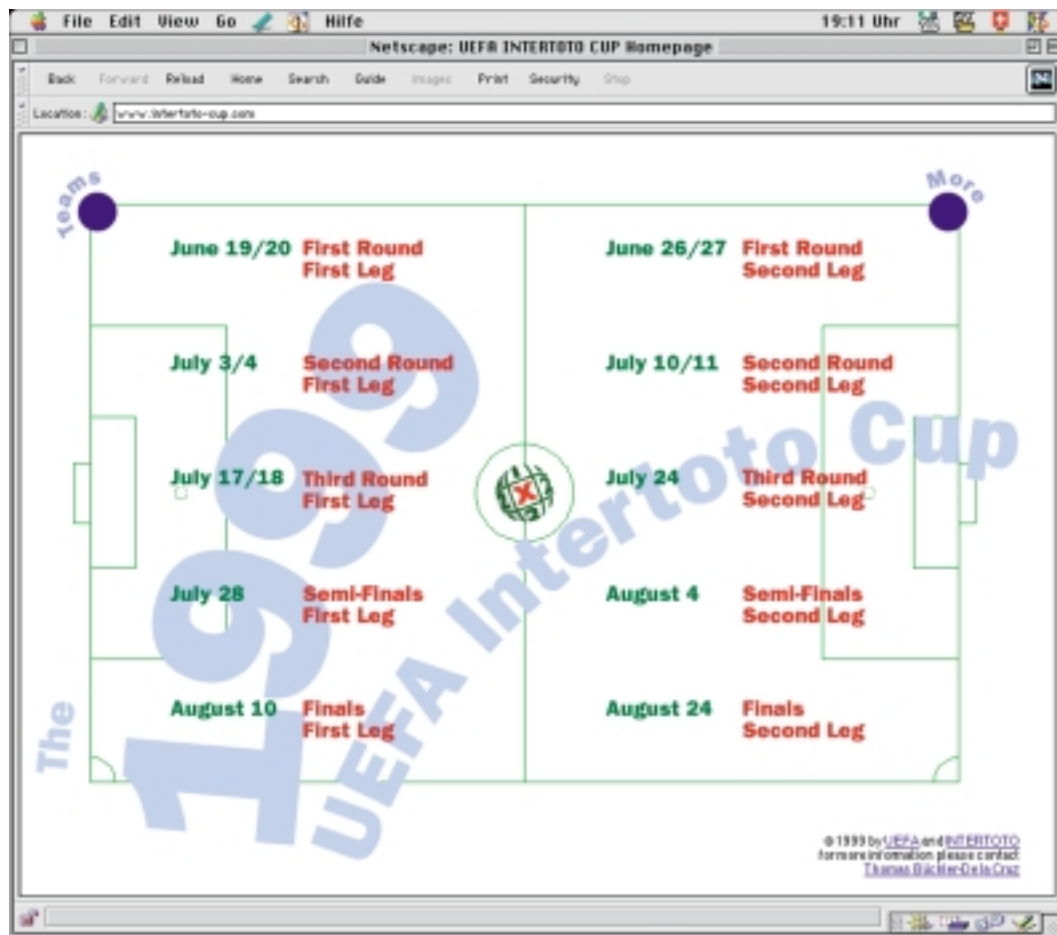 File Edit View Go Hilfe 19:11 Uhr
Netscape: UEFA INTERTOTO CUP Homepage
Back Forward Reload Home Search Guide Images Print Security Stop
Location: www.intertoto-cup.com
Teams
More
June 19/20 First Round
First Leg
June 26/27 First Round
Second Leg
July 3/4 Second Round
First Leg
July 10/11 Second Round
Second Leg
July 17/18 Third Round
First Leg
July 24 Third Round
Second Leg
July 28 Semi-Finals
First Leg
August 4 Semi-Finals
Second Leg
August 10 Finals
First Leg
August 24 Finals
Second Leg
The
1999
UEFA Intertoto Cup
1
X
2
© 1999 by UEFA and INTERTOTO
for more information please contact
Thomas Büchler-Dela Cruz